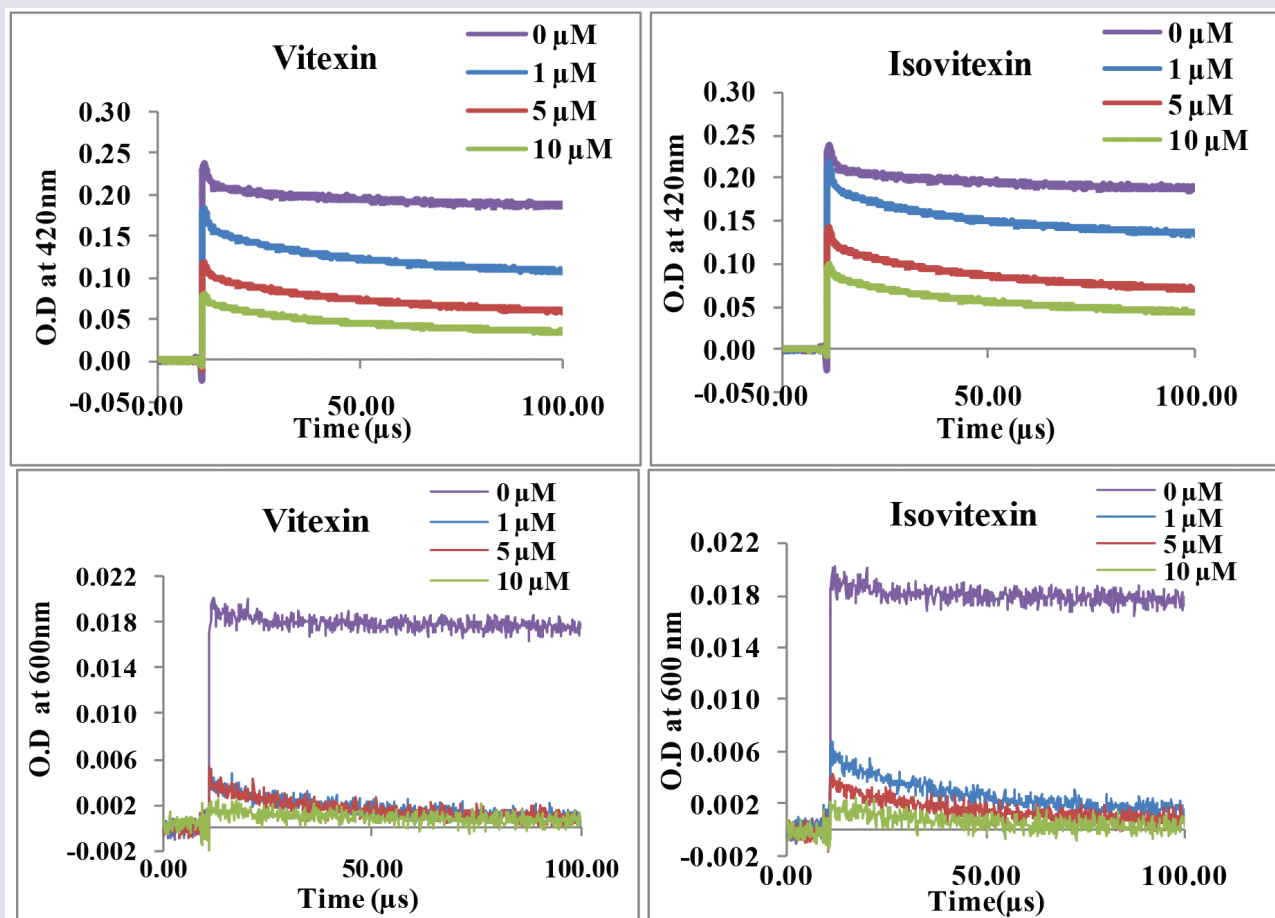 Vitexin
0 µM
1 µM
5 µM
10 µM
O.D at 420nm
0.30
0.25
0.20
0.15
0.10
0.05
0.00
-0.05
0.00
50.00
100.00
Time (µs)
Isovitexin
0 µM
1 µM
5 µM
10 µM
O.D at 420nm
0.30
0.25
0.20
0.15
0.10
0.05
0.00
-0.05
0.00
50.00
100.00
Time (µs)
Vitexin
0 µM
1 µM
5 µM
10 µM
O.D at 600nm
0.022
0.018
0.014
0.010
0.006
0.002
-0.002
0.00
50.00
100.00
Time (µs)
Isovitexin
0 µM
1 µM
5 µM
10 µM
O.D at 600 nm
0.022
0.018
0.014
0.010
0.006
0.002
-0.002
0.00
50.00
100.00
Time(µs)